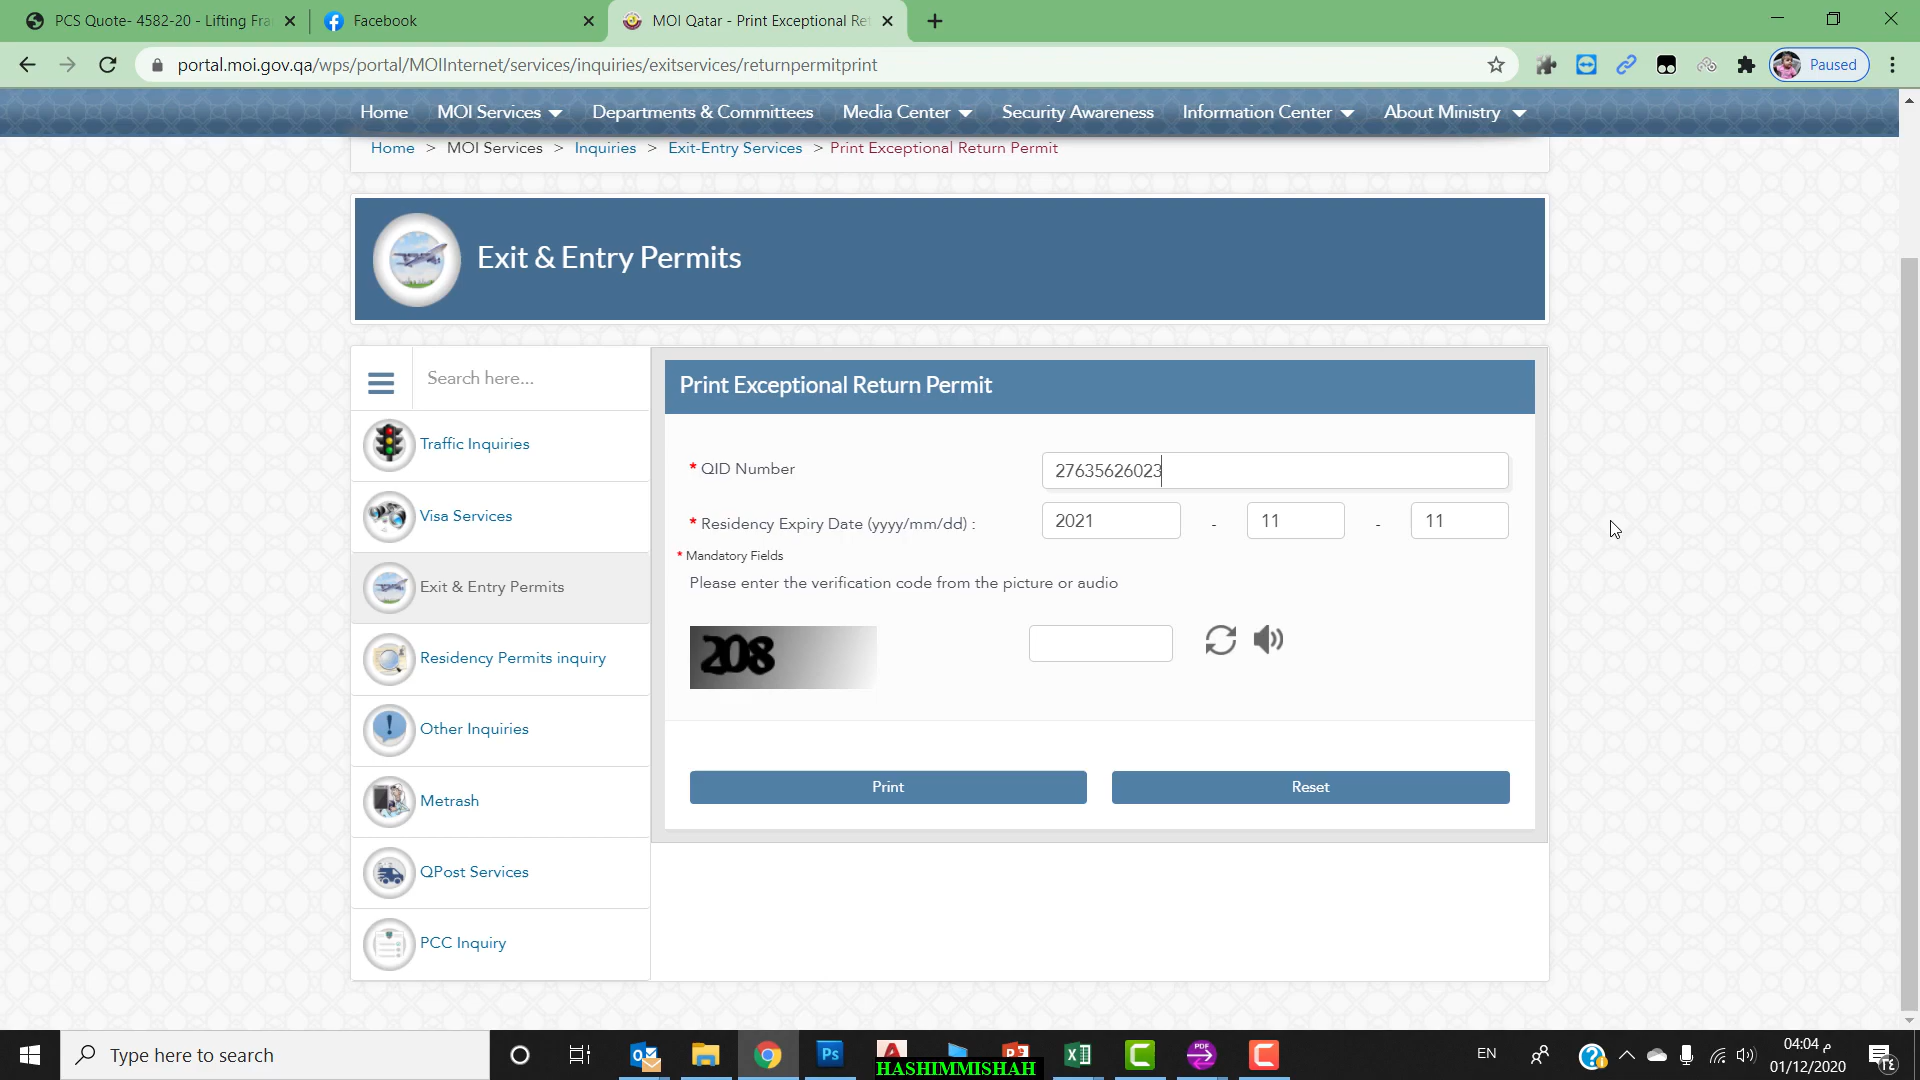 PCS Quote- 4582-20 - Lifting Fra
Facebook
MOI Qatar - Print Exceptional Ret
portal.moi.gov.qa/wps/portal/MOIInternet/services/inquiries/exitservices/returnpermitprint
Paused
Home MOI Services Departments & Committees Media Center Security Awareness Information Center About Ministry
Home > MOI Services > Inquiries > Exit-Entry Services > Print Exceptional Return Permit
Exit & Entry Permits
Search here...
Traffic Inquiries
Visa Services
Exit & Entry Permits
Residency Permits inquiry
Other Inquiries
Metrash
QPost Services
PCC Inquiry
Print Exceptional Return Permit
* QID Number 27635626023
* Residency Expiry Date (yyyy/mm/dd) : 2021 - 11 - 11
* Mandatory Fields
Please enter the verification code from the picture or audio
208
Print Reset
Type here to search
Ps
PDF
HASHIMMISHAH
EN
04:04 م
01/12/2020
٢٤